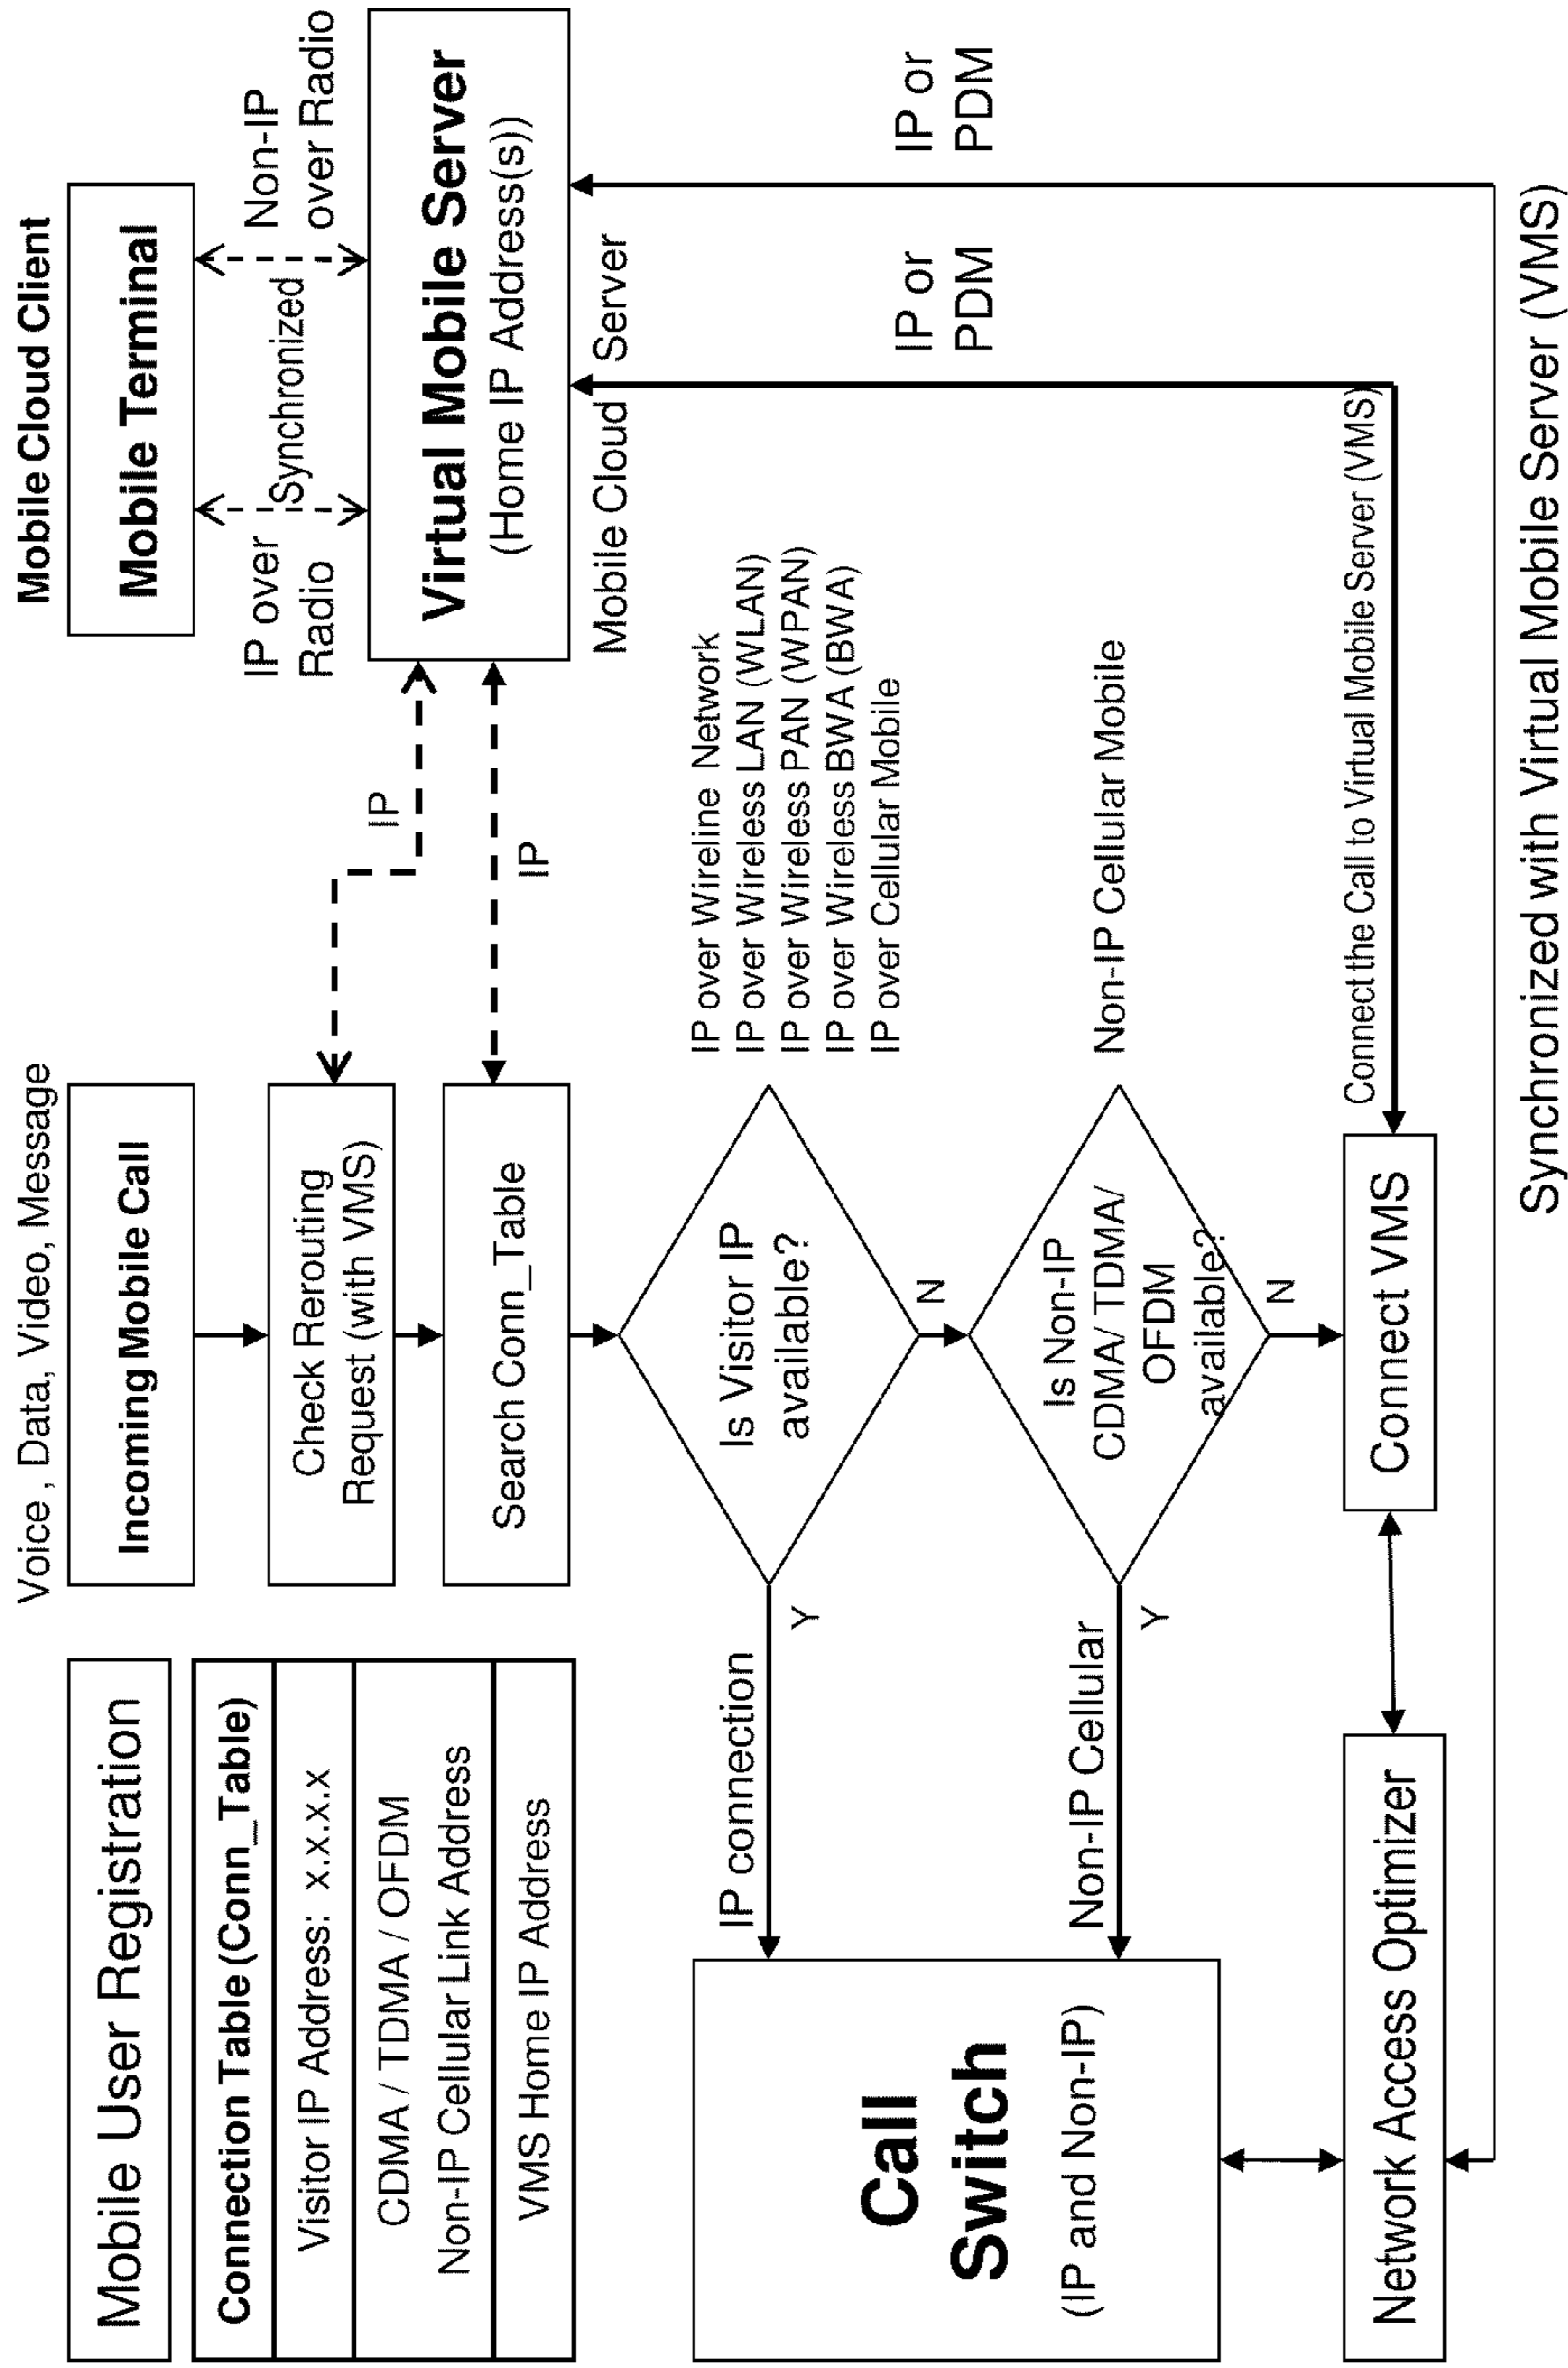 Mobile User Registration
Connection Table (Conn_Table)
Visitor IP Address: x.x.x.x
CDMA / TDMA / OFDM
Non-IP Cellular Link Address
VMS Home IP Address
Voice , Data, Video, Message
Incoming Mobile Call
Check Rerouting
Request (with VMS)
Search Conn_Table
Mobile Cloud Client
Mobile Terminal
IP over
Radio
Synchronized
Non-IP
over Radio
Virtual Mobile Server
(Home IP Address(s))
Mobile Cloud Server
IP
IP
Is Visitor IP
available?
Y
N
IP connection
IP over Wireline Network
IP over Wireless LAN (WLAN)
IP over Wireless PAN (WPAN)
IP over Wireless BWA (BWA)
IP over Cellular Mobile
IP or
PDM
IP or
PDM
Call
Switch
(IP and Non-IP)
Non-IP Cellular
Y
Is Non-IP
CDMA/ TDMA/
OFDM
available?
N
Non-IP Cellular Mobile
Network Access Optimizer
Connect VMS
Connect the Call to Virtual Mobile Server (VMS)
Synchronized with Virtual Mobile Server (VMS)